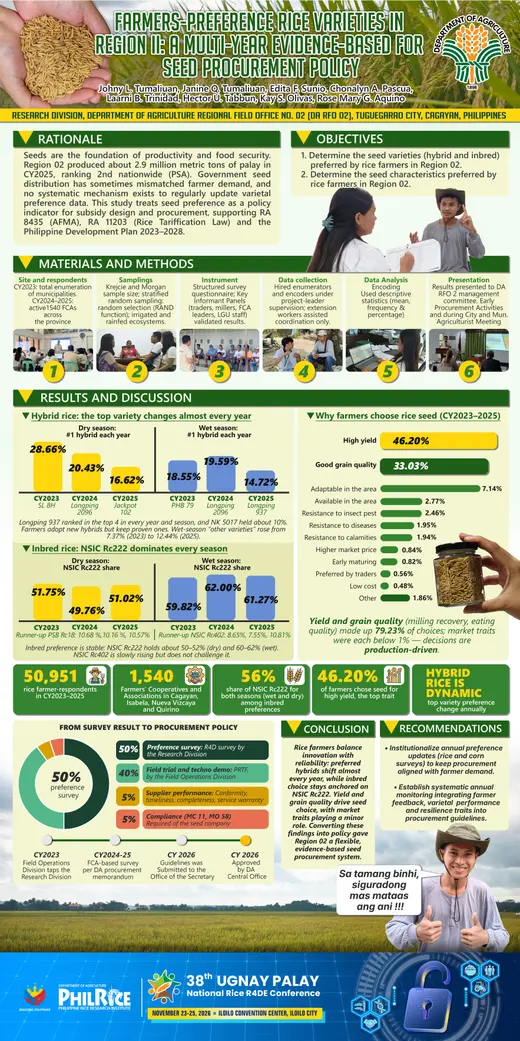 FARMERS-PREFERENCE RICE VARIETIES IN
REGION II: A MULTI-YEAR EVIDENCE-BASED FOR
SEED PROCUREMENT POLICY
Johny L. Tumaliuan, Janine Q. Tumaliuan, Edita F. Sunio, Chonalyn A. Pascua,
Laarni B. Trinidad, Hector U. Tabbun, Kay S. Olivas, Rose Mary G. Aquino
DEPARTMENT OF AGRICULTURE
1898
RESEARCH DIVISION, DEPARTMENT OF AGRICULTURE REGIONAL FIELD OFFICE NO. 02 (DA RFO 02), TUGUEGARAO CITY, CAGAYAN, PHILIPPINES
RATIONALE
Seeds are the foundation of productivity and food security.
Region 02 produced about 2.9 million metric tons of palay in
CY2025, ranking 2nd nationwide (PSA). Government seed
distribution has sometimes mismatched farmer demand, and
no systematic mechanism exists to regularly update varietal
preference data. This study treats seed preference as a policy
indicator for subsidy design and procurement, supporting RA
8435 (AFMA), RA 11203 (Rice Tariffication Law) and the
Philippine Development Plan 2023–2028.
OBJECTIVES
1. Determine the seed varieties (hybrid and inbred)
preferred by rice farmers in Region 02.
2. Determine the seed characteristics preferred by
rice farmers in Region 02.
MATERIALS AND METHODS
Site and respondents
CY2023: total enumeration
of municipalities.
CY2024–2025:
active1540 FCAs
across
the province
1
Samplings
Krejcie and Morgan
sample size; stratified
random sampling;
random selection (RAND
function); irrigated and
rainfed ecosystems.
2
Instrument
Structured survey
questionnaire; Key
Informant Panels
(traders, millers, FCA
leaders, LGU staff)
validated results.
3
Data collection
Hired enumerators
and encoders under
project-leader
supervision; extension
workers assisted
coordination only.
4
Data Analysis
Encoding
Used descriptive
statistics (mean
frequency &
percentage)
5
Presentation
Results presented to DA
RFO 2 management
committee, Early
Procurement Activities
and during City and Mun.
Agriculturist Meeting
6
RESULTS AND DISCUSSION
Hybrid rice: the top variety changes almost every year
Dry season:
#1 hybrid each year
28.66%
20.43%
16.62%
CY2023
SL 8H
CY2024
Longping
2096
CY2025
Jackpot
102
Wet season:
#1 hybrid each year
18.55%
19.59%
14.72%
CY2023
PHB 79
CY2024
Longping
2096
CY2025
Longping
937
Longping 937 ranked in the top 4 in every year and season, and NK 5017 held about 10%.
Farmers adopt new hybrids but keep proven ones. Wet-season "other varieties" rose from
7.37% (2023) to 12.44% (2025).
Inbred rice: NSIC Rc222 dominates every season
Dry season:
NSIC Rc222 share
51.75%
49.76%
51.02%
CY2023
CY2024
CY2025
Runner-up PSB Rc18: 10.68 %,10.16 %, 10.57%
Wet season:
NSIC Rc222 share
59.82%
62.00%
61.27%
CY2023
CY2024
CY2025
Runner-up NSIC Rc402: 8.65%, 7.55%, 10.81%
Inbred preference is stable: NSIC Rc222 holds about 50–52% (dry) and 60–62% (wet).
NSIC Rc402 is slowly rising but does not challenge it.
Why farmers choose rice seed (CY2023–2025)
High yield 46.20%
Good grain quality 33.03%
Adaptable in the area 7.14%
Available in the area 2.77%
Resistance to insect pest 2.46%
Resistance to diseases 1.95%
Resistance to calamities 1.94%
Higher market price 0.84%
Early maturing 0.82%
Preferred by traders 0.56%
Low cost 0.48%
Other 1.86%
Yield and grain quality (milling recovery, eating
quality) made up 79.23% of choices; market traits
were each below 1% — decisions are
production-driven.
50,951
rice farmer-respondents
in CY2023–2025
1,540
Farmers' Cooperatives and
Associations in Cagayan,
Isabela, Nueva Vizcaya
and Quirino
56%
share of NSIC Rc222 for
both seasons (wet and dry)
among inbred
preferences
46.20%
of farmers chose seed for
high yield, the top trait
HYBRID
RICE IS
DYNAMIC
top variety preference
change annually
FROM SURVEY RESULT TO PROCUREMENT POLICY
50%
preference
survey
50% Preference survey: R4D survey by
the Research Division
40% Field trial and techno demo: PRTF,
by the Field Operations Division
5% Supplier performance: Conformity,
timeliness, completeness, service warranty
5% Compliance (MC 11, MO 58)
Required of the seed company
CY2023
Field Operations
Division taps the
Research Division
CY2024-25
FCA-based survey
per DA procurement
memorandum
CY 2026
Guidelines was
Submitted to the
Office of the Secretary
CY 2026
Approved
by DA
Central Office
CONCLUSION
Rice farmers balance
innovation with
reliability: preferred
hybrids shift almost
every year, while inbred
choice stays anchored on
NSIC Rc222. Yield and
grain quality drive seed
choice, with market
traits playing a minor
role. Converting these
findings into policy gave
Region 02 a flexible,
evidence-based seed
procurement system.
RECOMMENDATIONS
• Institutionalize annual preference
updates (rice and corn
surveys) to keep procurement
aligned with farmer demand.
• Establish systematic annual
monitoring integrating farmer
feedback, varietal performance
and resilience traits into
procurement guidelines.
Sa tamang binhi,
siguradong
mas mataas
ang ani !!!
BAGONG PILIPINAS
DEPARTMENT OF AGRICULTURE
PHILRICE
PHILIPPINE RICE RESEARCH INSTITUTE
38th UGNAY PALAY
National Rice R4DE Conference
NOVEMBER 23-25, 2026 • ILOILO CONVENTION CENTER, ILOILO CITY